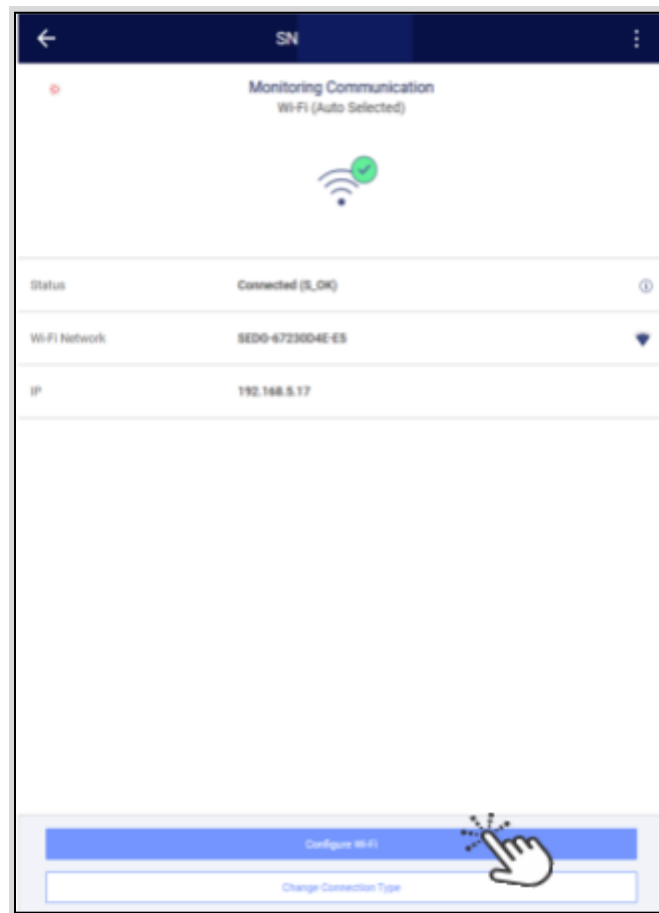 SN
Monitoring Communication
Wi-Fi (Auto Selected)
Status Connected (S_OK)
Wi-Fi Network SEDG-67230D4E-E5
IP 192.168.5.17
Configure Wi-Fi
Change Connection Type